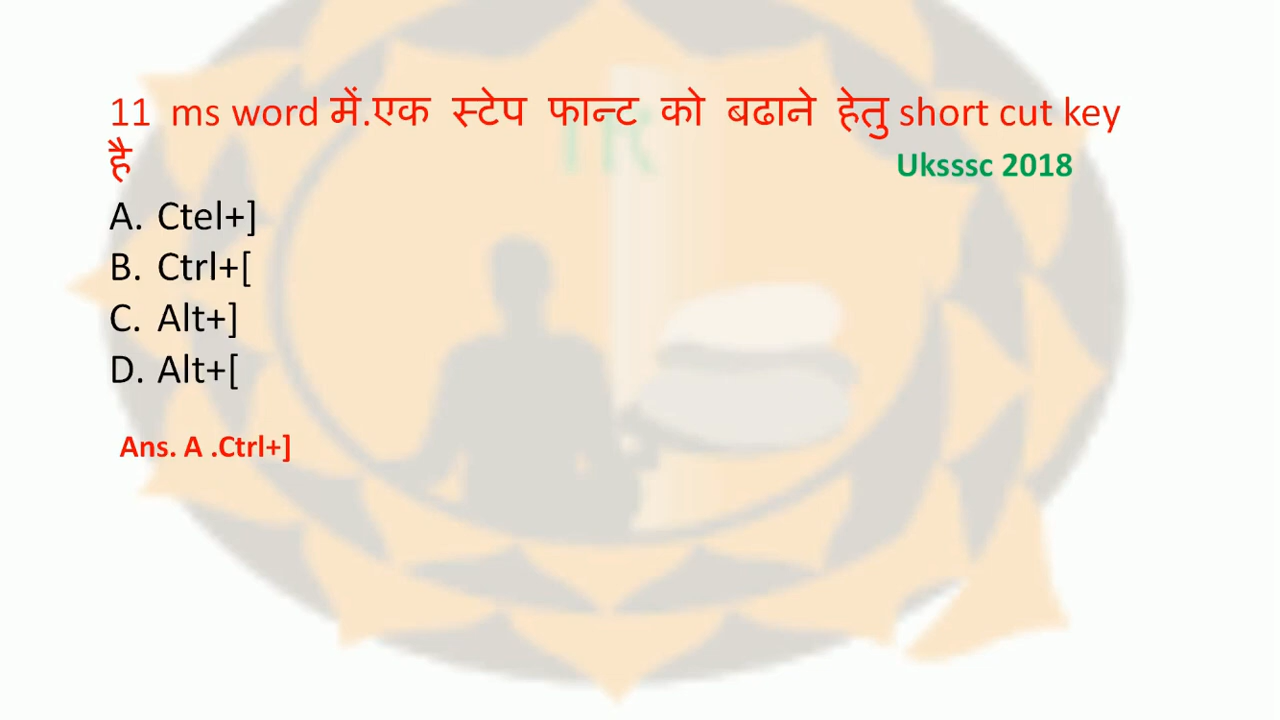 11 ms word में.एक स्टेप फान्ट को बढाने हेतु short cut key
है Uksssc 2018
A. Ctel+]
B. Ctrl+[
C. Alt+]
D. Alt+[
Ans. A .Ctrl+]